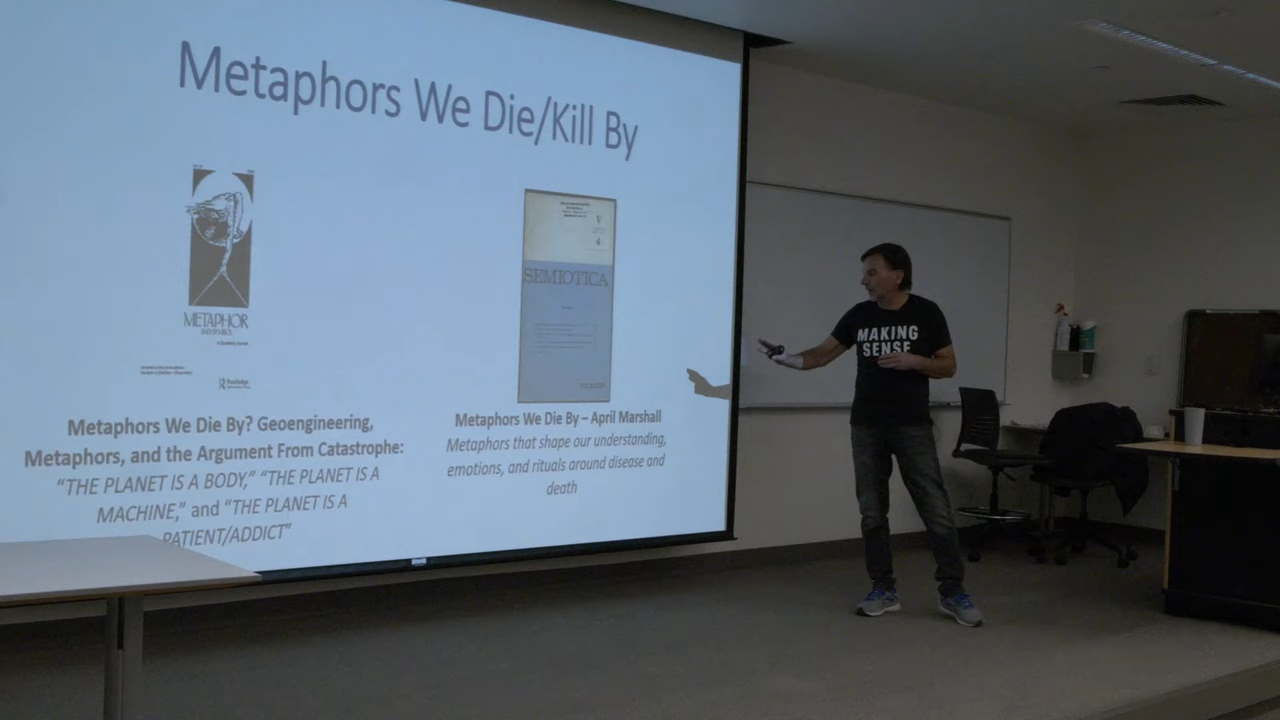 Metaphors We Die/Kill By
METAPHOR
SEMIOTICA
V
4
Routledge
Metaphors We Die By? Geoengineering,
Metaphors, and the Argument From Catastrophe:
"THE PLANET IS A BODY," "THE PLANET IS A
MACHINE," and "THE PLANET IS A
PATIENT/ADDICT"
Metaphors We Die By – April Marshall
Metaphors that shape our understanding,
emotions, and rituals around disease and
death
MAKING
SENSE